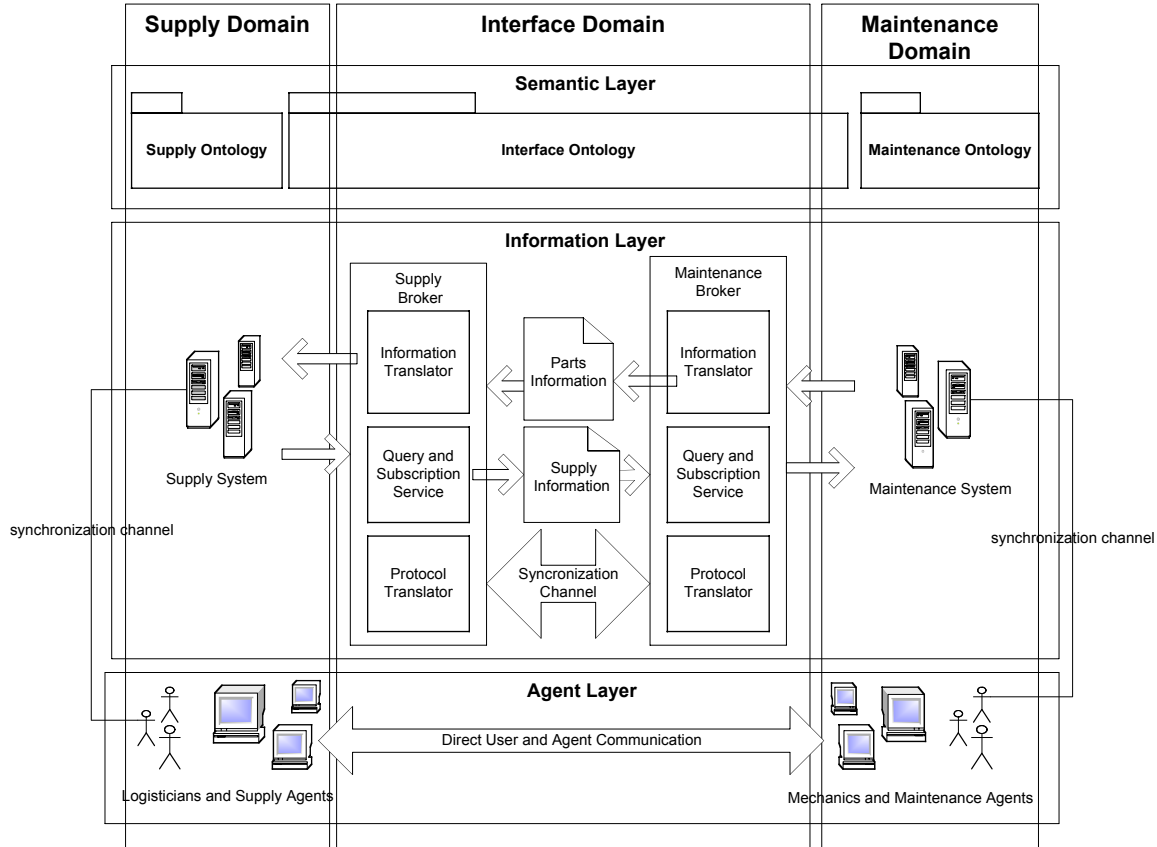 Supply Domain
Interface Domain
Maintenance
Domain
Semantic Layer
Supply Ontology
Interface Ontology
Maintenance Ontology
Information Layer
Supply
Broker
Maintenance
Broker
Information
Translator
Parts
Information
Information
Translator
Query and
Subscription
Service
Supply
Information
Query and
Subscription
Service
Supply System
Maintenance System
synchronization channel
synchronization channel
Protocol
Translator
Syncronization
Channel
Protocol
Translator
Agent Layer
Direct User and Agent Communication
Logisticians and Supply Agents
Mechanics and Maintenance Agents